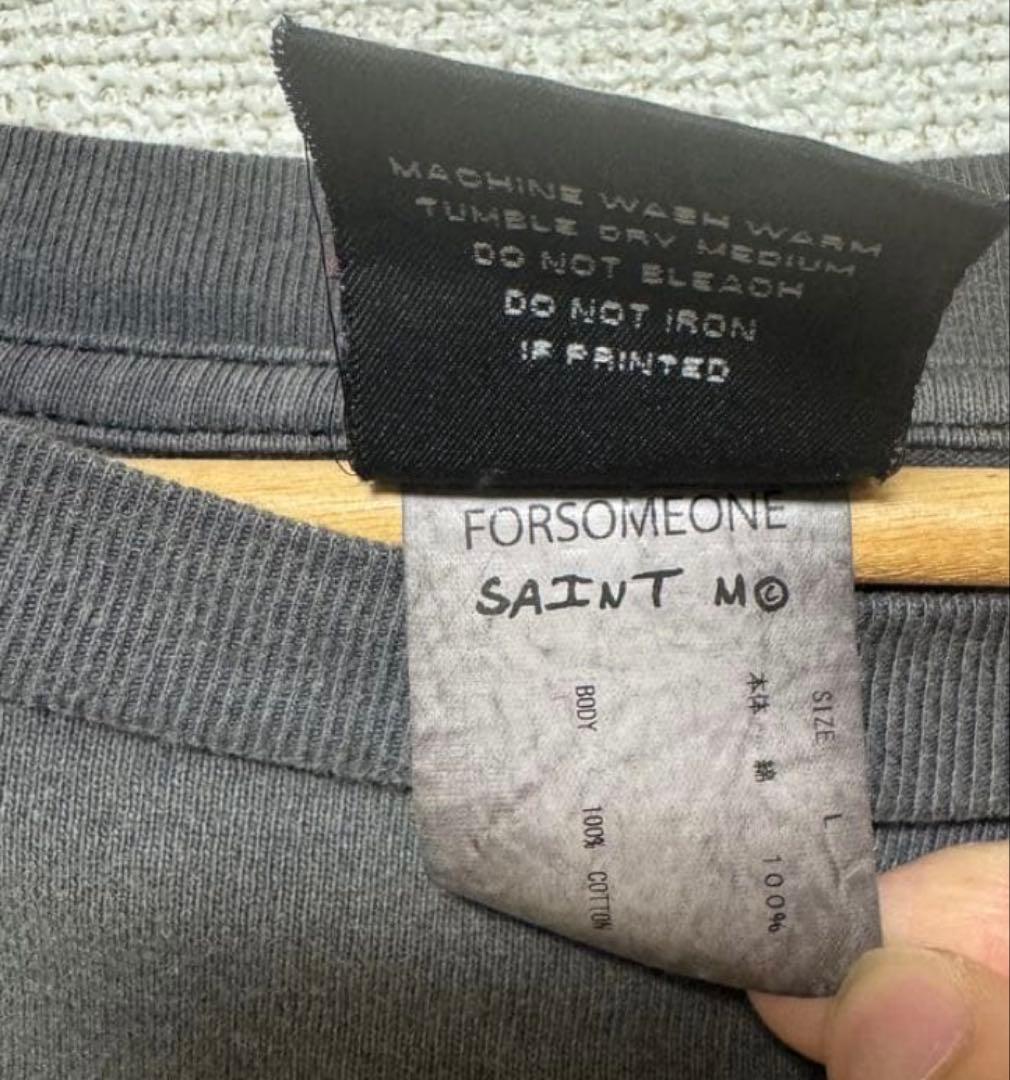 MACHINE WASH WARM
TUMBLE DRY MEDIUM
DO NOT BLEACH
DO NOT IRON
IF PRINTED
FORSOMEONE
SAINT M©
SIZE L
本体 綿 100%
BODY 100% COTTON